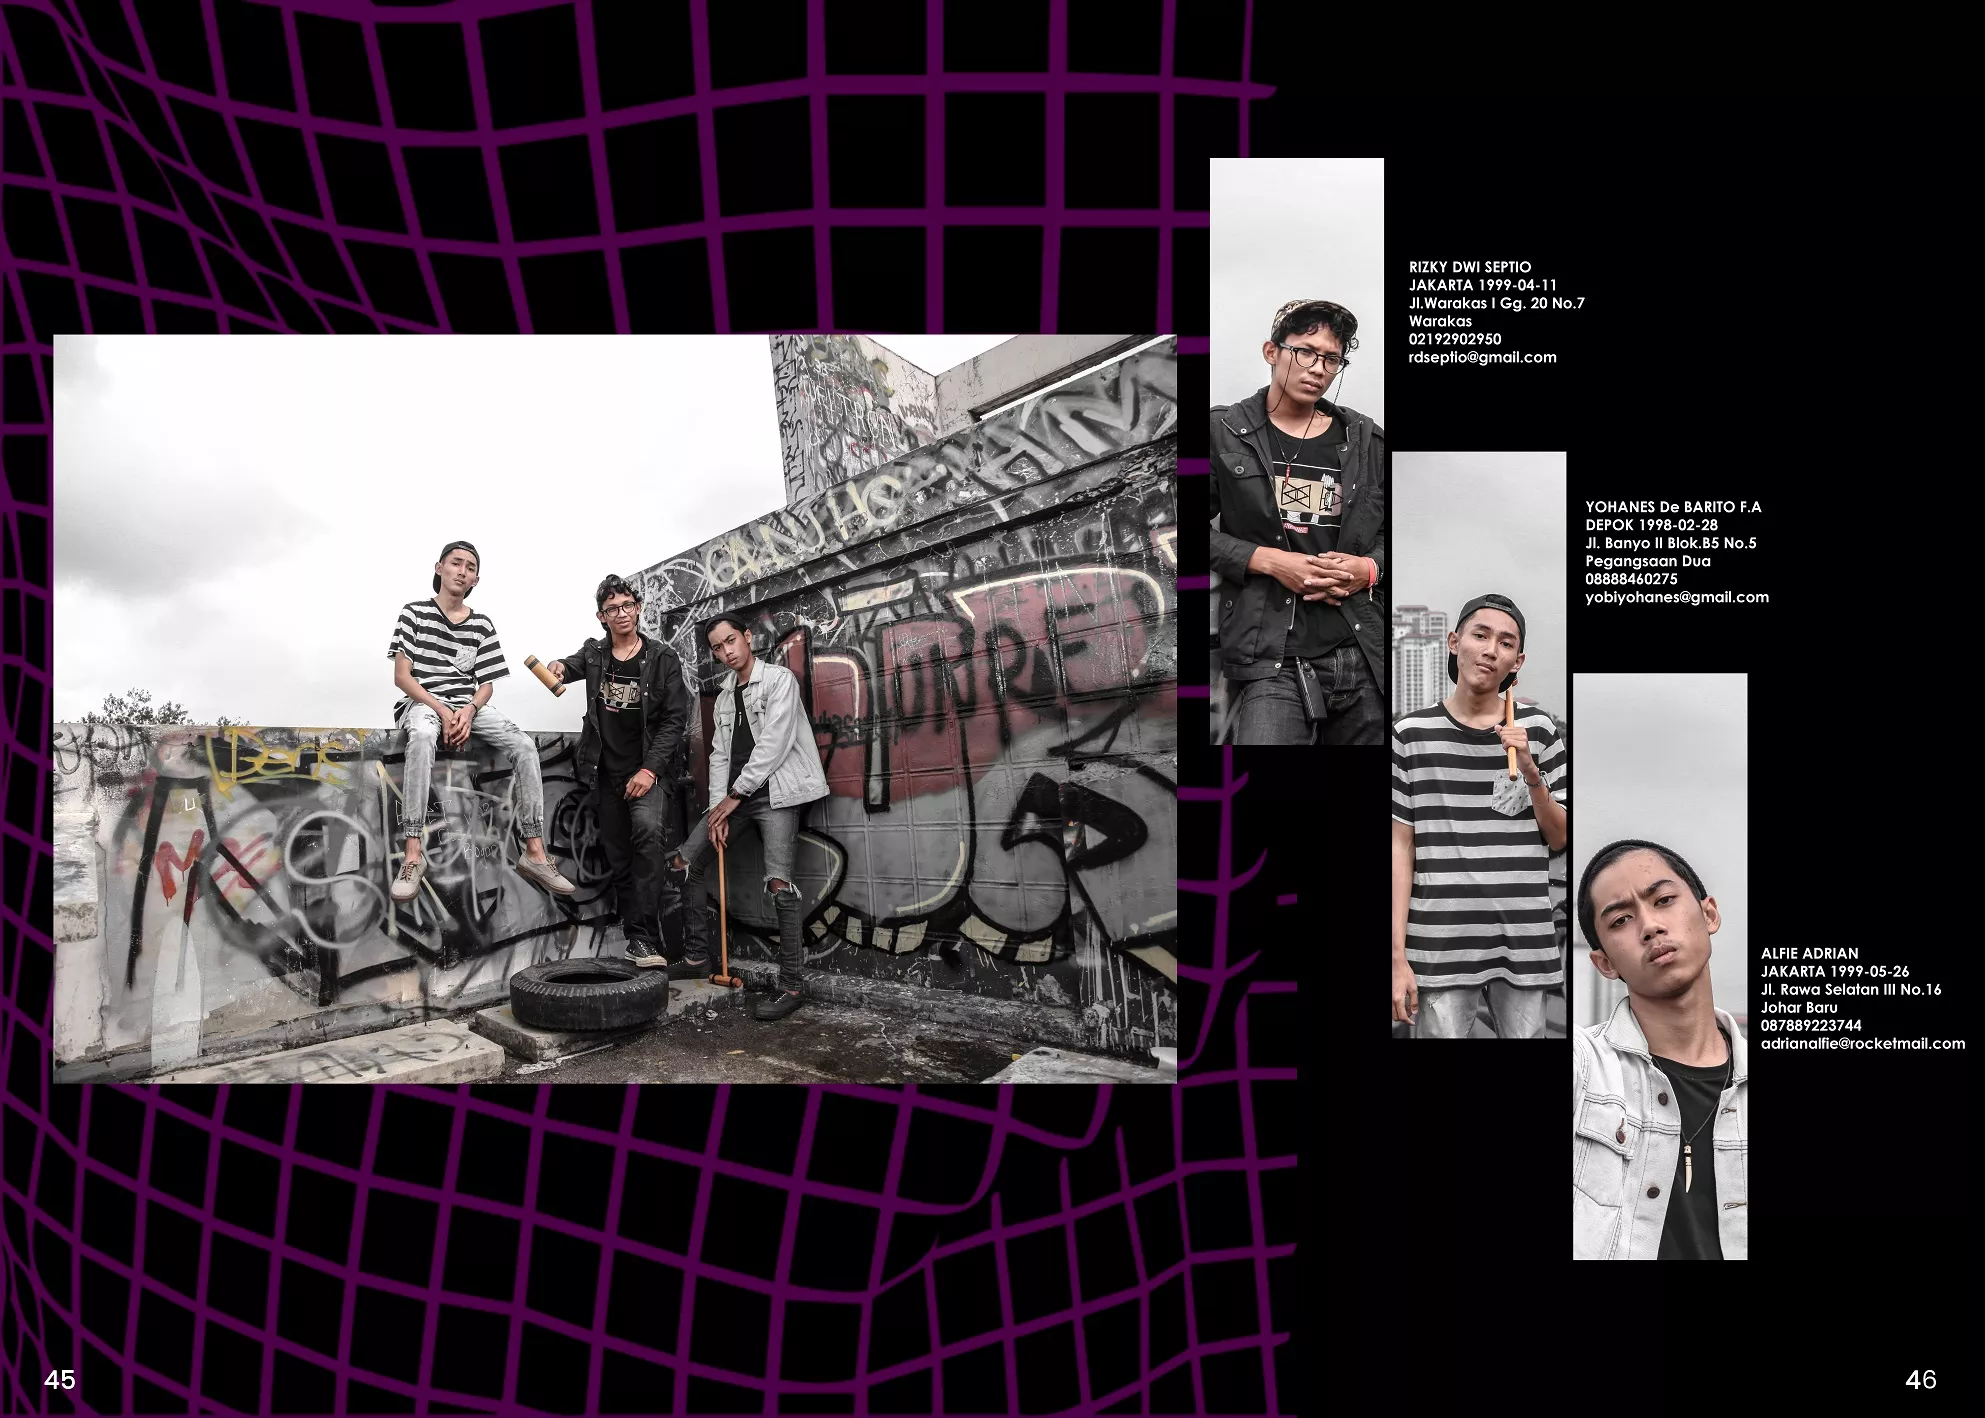 RIZKY DWI SEPTIO
JAKARTA 1999-04-11
Jl.Warakas I Gg. 20 No.7
Warakas
02192902950
rdseptio@gmail.com
YOHANES De BARITO F.A
DEPOK 1998-02-28
Jl. Banyo II Blok.B5 No.5
Pegangsaan Dua
08888460275
yobiyohanes@gmail.com
ALFIE ADRIAN
JAKARTA 1999-05-26
Jl. Rawa Selatan III No.16
Johar Baru
087889223744
adrianalfie@rocketmail.com
45
46